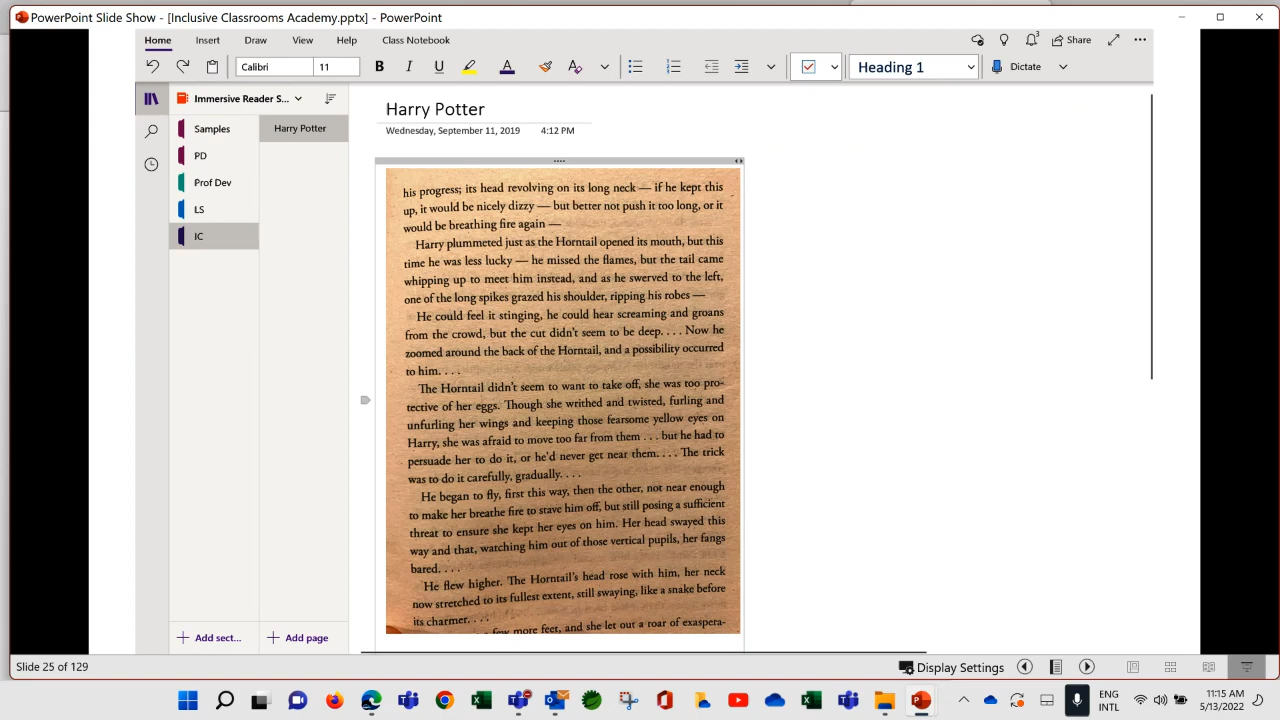 PowerPoint Slide Show - [Inclusive Classrooms Academy.pptx] - PowerPoint
Home Insert Draw View Help Class Notebook
3 Share
Calibri 11 B I U A A Heading 1 Dictate
Immersive Reader S...
Samples
PD
Prof Dev
LS
IC
Harry Potter
Harry Potter
Wednesday, September 11, 2019 4:12 PM
his progress; its head revolving on its long neck — if he kept this
up, it would be nicely dizzy — but better not push it too long, or it
would be breathing fire again —
Harry plummeted just as the Horntail opened its mouth, but this
time he was less lucky — he missed the flames, but the tail came
whipping up to meet him instead, and as he swerved to the left,
one of the long spikes grazed his shoulder, ripping his robes —
He could feel it stinging, he could hear screaming and groans
from the crowd, but the cut didn't seem to be deep. . . . Now he
zoomed around the back of the Horntail, and a possibility occurred
to him. . . .
The Horntail didn't seem to want to take off, she was too pro-
tective of her eggs. Though she writhed and twisted, furling and
unfurling her wings and keeping those fearsome yellow eyes on
Harry, she was afraid to move too far from them . . . but he had to
persuade her to do it, or he'd never get near them. . . . The trick
was to do it carefully, gradually. . . .
He began to fly, first this way, then the other, not near enough
to make her breathe fire to stave him off, but still posing a sufficient
threat to ensure she kept her eyes on him. Her head swayed this
way and that, watching him out of those vertical pupils, her fangs
bared. . . .
He flew higher. The Horntail's head rose with him, her neck
now stretched to its fullest extent, still swaying, like a snake before
its charmer. . . .
few more feet, and she let out a roar of exaspera-
Add sect... Add page
Slide 25 of 129
Display Settings
ENG
INTL
11:15 AM
5/13/2022